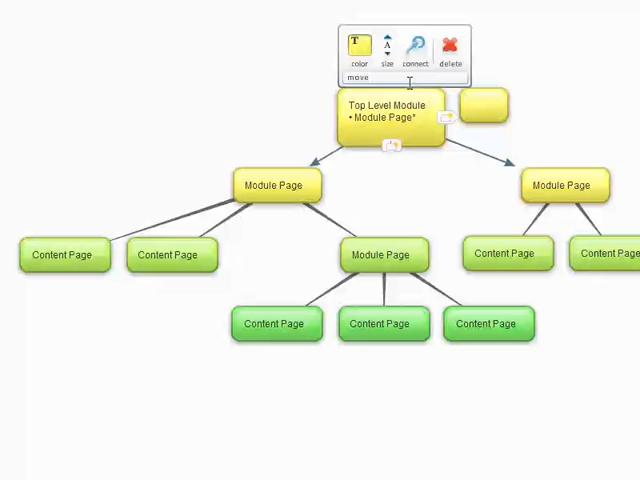 T A
color size connect delete
move
Top Level Module
• Module Page*
Module Page Module Page
Content Page Content Page Module Page Content Page Content Page
Content Page Content Page Content Page